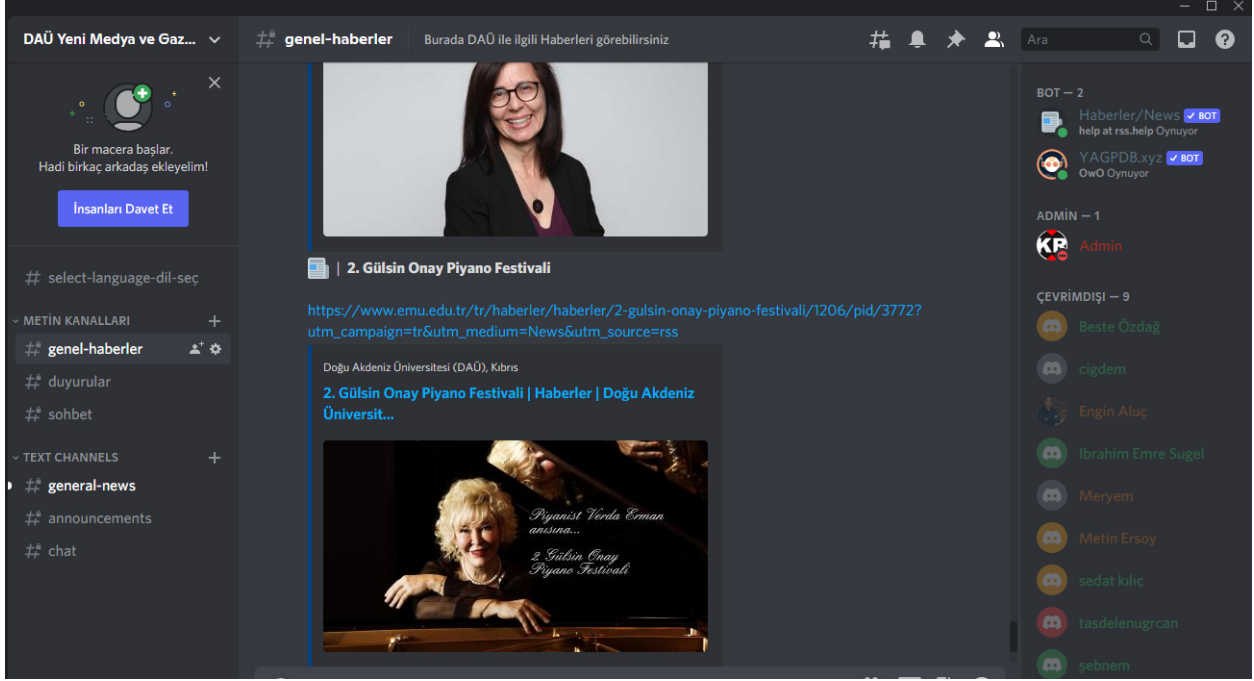 DAÜ Yeni Medya ve Gaz...
genel-haberler
Burada DAÜ ile ilgili Haberleri görebilirsiniz
Ara
Bir macera başlar.
Hadi birkaç arkadaş ekleyelim!
İnsanları Davet Et
select-language-dil-seç
METİN KANALLARI
genel-haberler
duyurular
sohbet
TEXT CHANNELS
general-news
announcements
chat
| 2. Gülsin Onay Piyano Festivali
https://www.emu.edu.tr/tr/haberler/haberler/2-gulsin-onay-piyano-festivali/1206/pid/3772?
utm_campaign=tr&utm_medium=News&utm_source=rss
Doğu Akdeniz Üniversitesi (DAÜ), Kıbrıs
2. Gülsin Onay Piyano Festivali | Haberler | Doğu Akdeniz
Üniversit...
Piyanist Verda Erman
anısına...
2. Gülsin Onay
Piyano Festivali
BOT — 2
Haberler/News ✓ BOT
help at rss.help Oynuyor
YAGPDB.xyz ✓ BOT
OwO Oynuyor
ADMİN — 1
KP
Admin
ÇEVRİMDIŞI — 9
Beste Özdağ
cigdem
Engin Aluç
Ibrahim Emre Sugel
Meryem
Metin Ersoy
sedat kılıç
tasdelenugrcan
şebnem